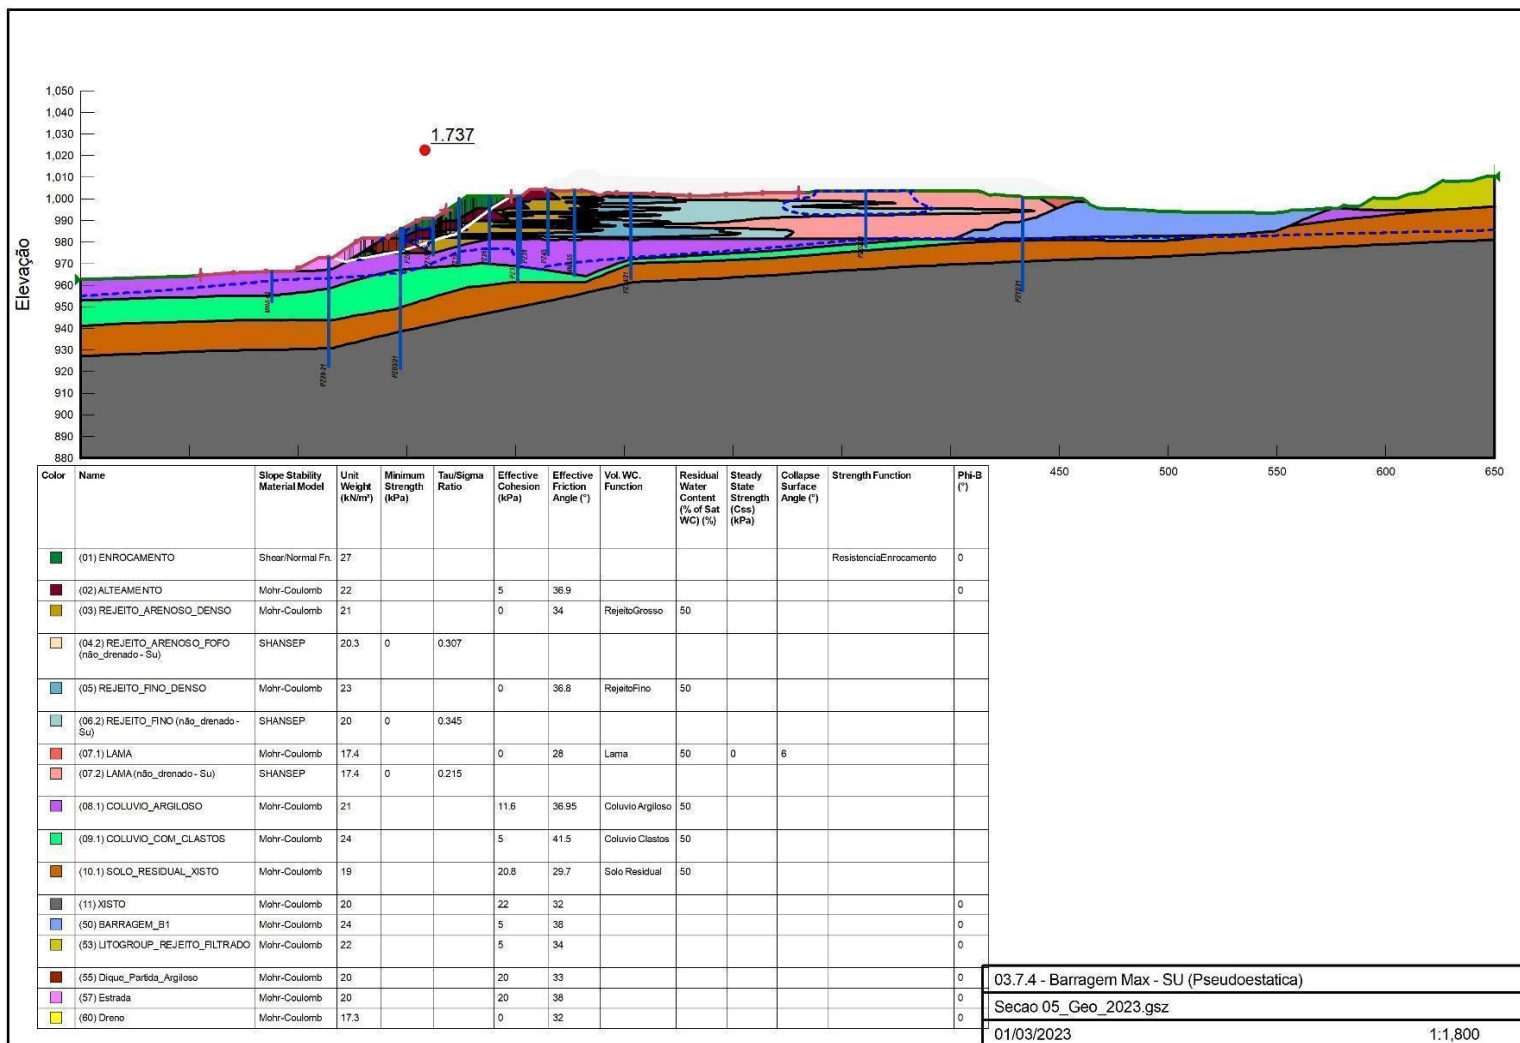 1.737
Elevação
1,050
1,040
1,030
1,020
1,010
1,000
990
980
970
960
950
940
930
920
910
900
890
880
450
500
550
600
650
Color Name Slope Stability Material Model Unit Weight (kN/m³) Minimum Strength (kPa) Tau/Sigma Ratio Effective Cohesion (kPa) Effective Friction Angle (°) Vol. WC. Function Residual Water Content (% of Sat WC) (%) Steady State Strength (Css) (kPa) Collapse Surface Angle (°) Strength Function Phi-B (°)
(01) ENROCAMENTO Shear/Normal Fn. 27 ResistenciaEnrocamento 0
(02) ALTEAMENTO Mohr-Coulomb 22 5 36.9 0
(03) REJEITO_ARENOSO_DENSO Mohr-Coulomb 21 0 34 RejeitoGrosso 50
(04.2) REJEITO_ARENOSO_FOFO (não_drenado - Su) SHANSEP 20.3 0 0.307
(05) REJEITO_FINO_DENSO Mohr-Coulomb 23 0 36.8 RejeitoFino 50
(06.2) REJEITO_FINO (não_drenado - Su) SHANSEP 20 0 0.345
(07.1) LAMA Mohr-Coulomb 17.4 0 28 Lama 50 0 6
(07.2) LAMA (não_drenado - Su) SHANSEP 17.4 0 0.215
(08.1) COLUVIO_ARGILOSO Mohr-Coulomb 21 11.6 36.95 Coluvio Argiloso 50
(09.1) COLUVIO_COM_CLASTOS Mohr-Coulomb 24 5 41.5 Coluvio Clastos 50
(10.1) SOLO_RESIDUAL_XISTO Mohr-Coulomb 19 20.8 29.7 Solo Residual 50
(11) XISTO Mohr-Coulomb 20 22 32 0
(50) BARRAGEM_B1 Mohr-Coulomb 24 5 38 0
(53) LITOGROUP_REJEITO_FILTRADO Mohr-Coulomb 22 5 34 0
(55) Dique_Partida_Argiloso Mohr-Coulomb 20 20 33 0
(57) Estrada Mohr-Coulomb 20 20 38 0
(60) Dreno Mohr-Coulomb 17.3 0 32 0
03.7.4 - Barragem Max - SU (Pseudoestatica)
Secao 05_Geo_2023.gsz
01/03/2023 1:1,800